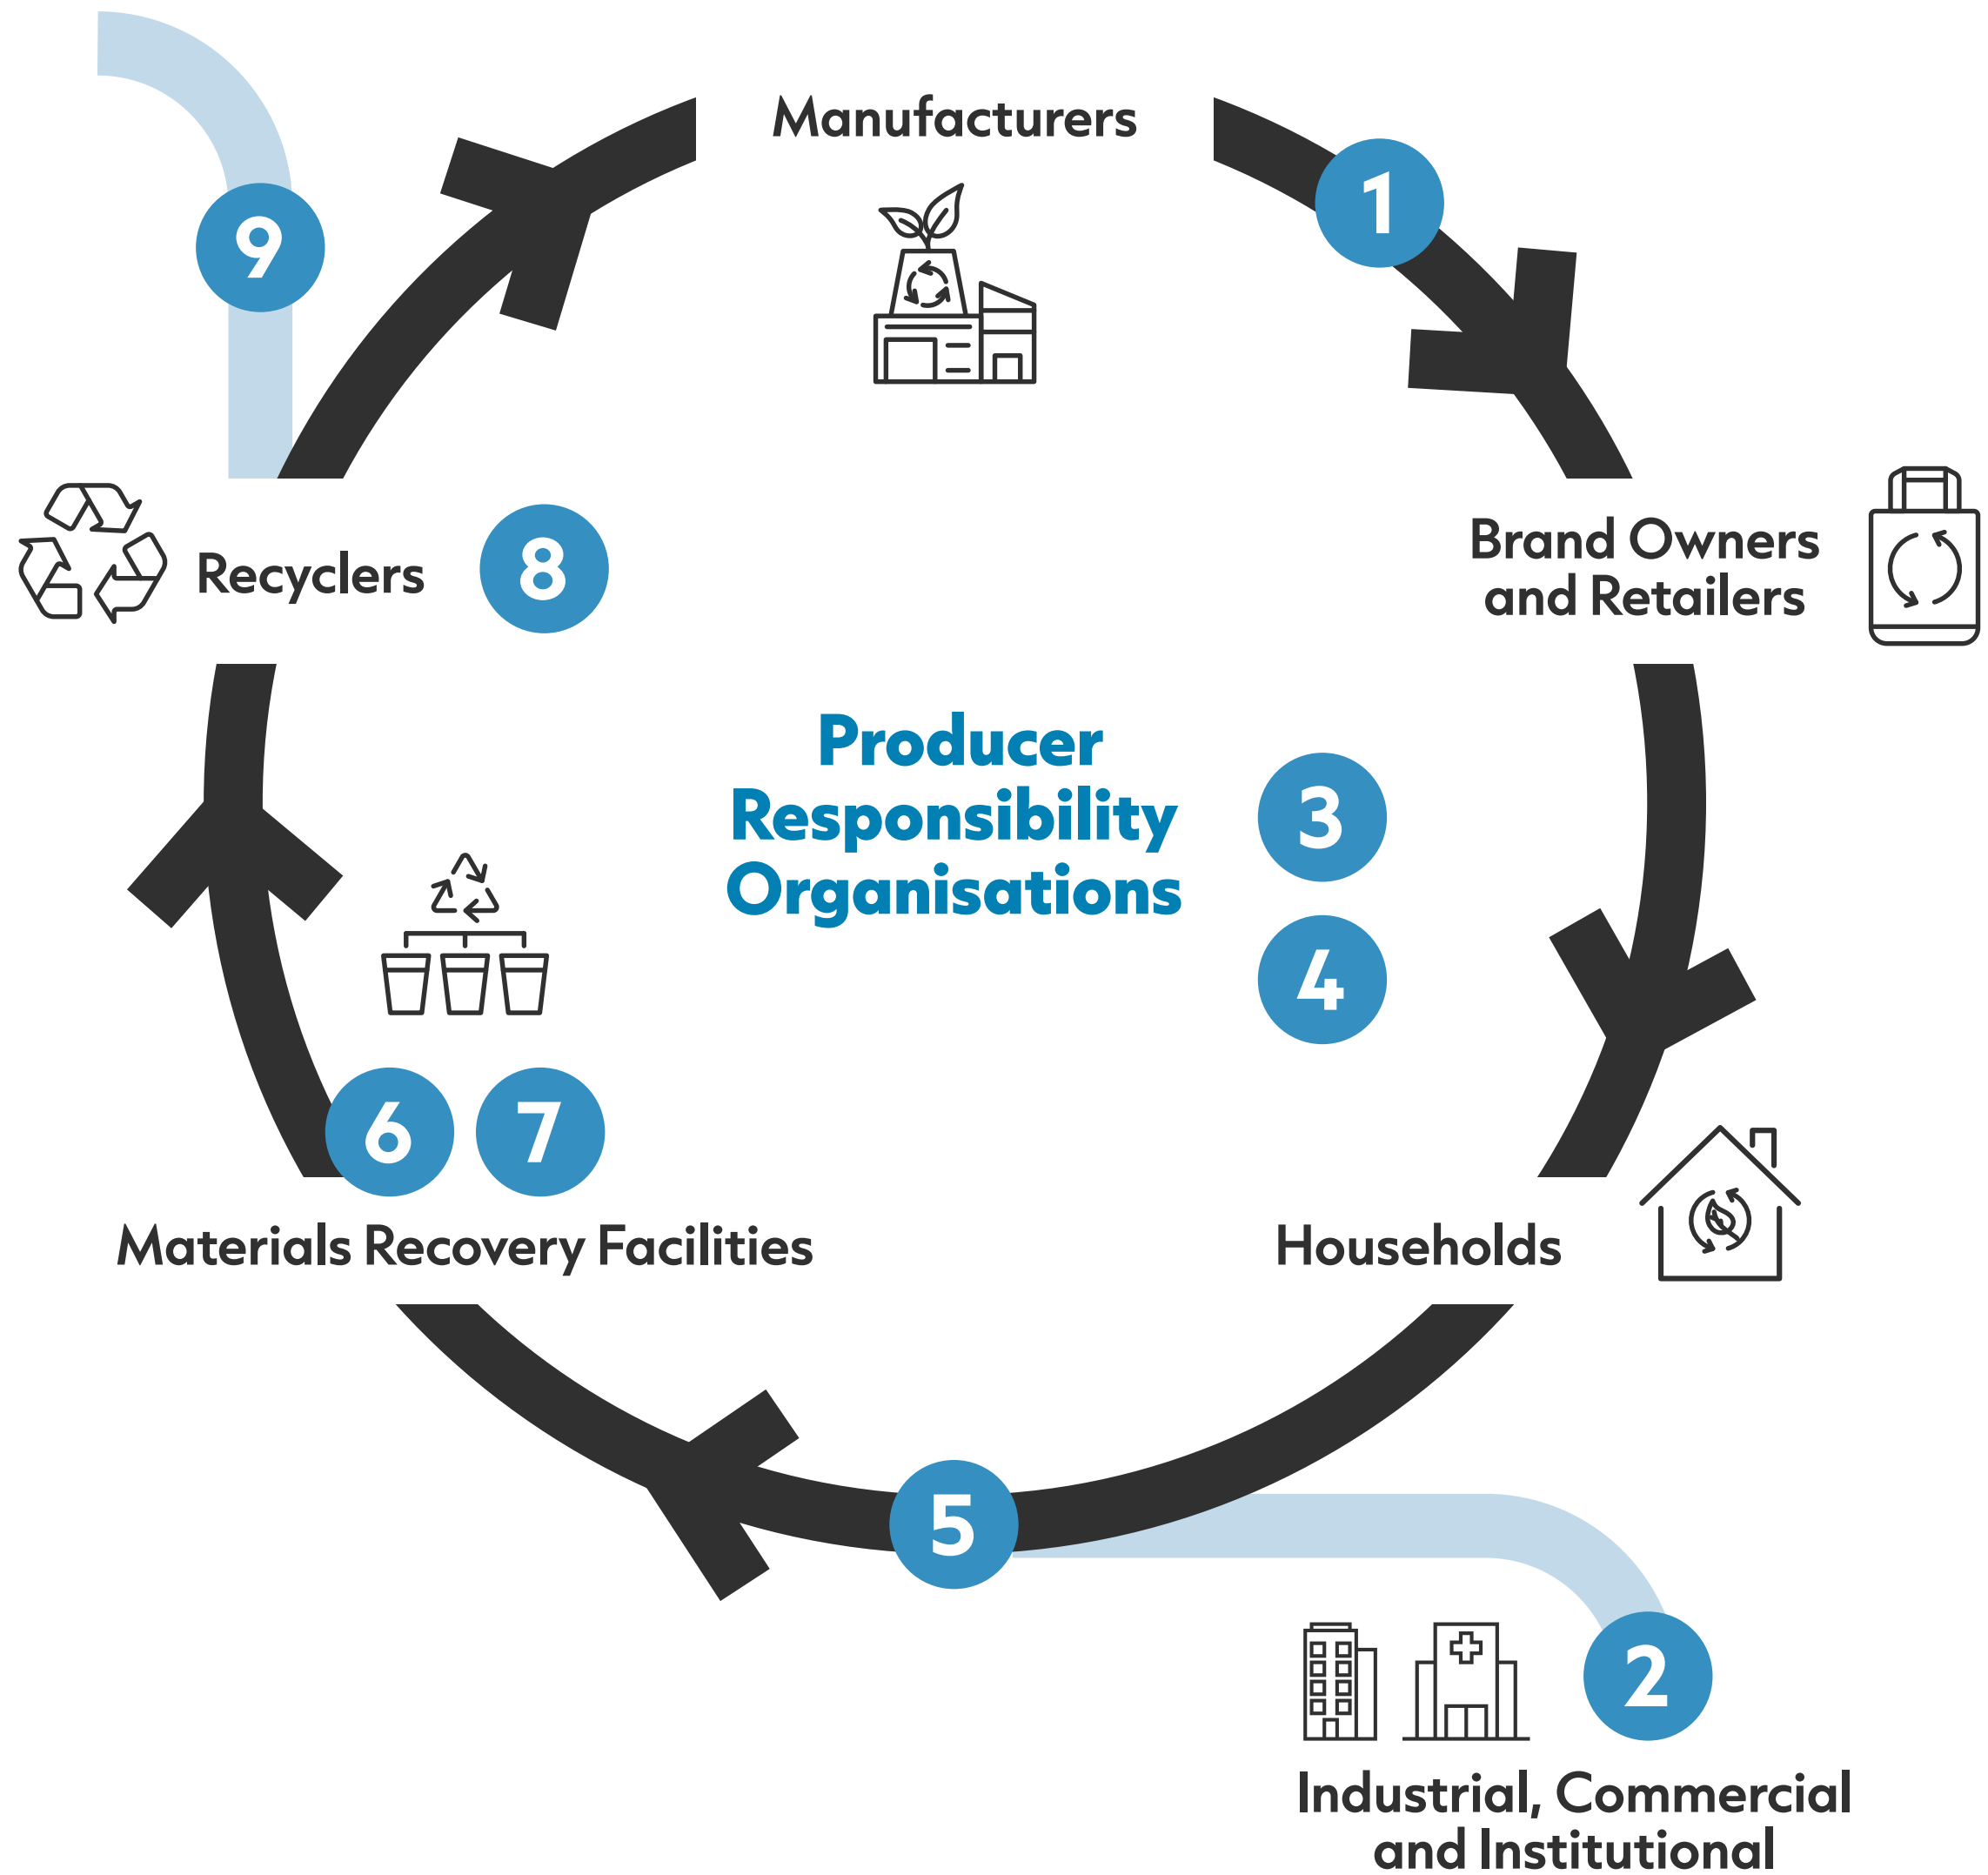 Manufacturers
1
9
Brand Owners
and Retailers
Recyclers
8
Producer
Responsibility
Organisations
3
4
6
7
Materials Recovery Facilities
Households
5
2
Industrial, Commercial
and Institutional